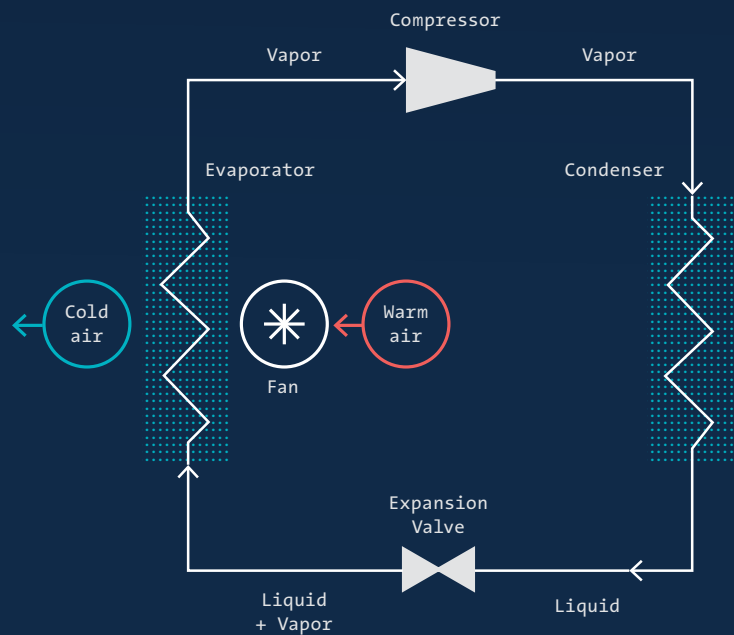 Compressor
Vapor
Vapor
Evaporator
Condenser
Cold
air
Warm
air
Fan
Expansion
Valve
Liquid
+ Vapor
Liquid